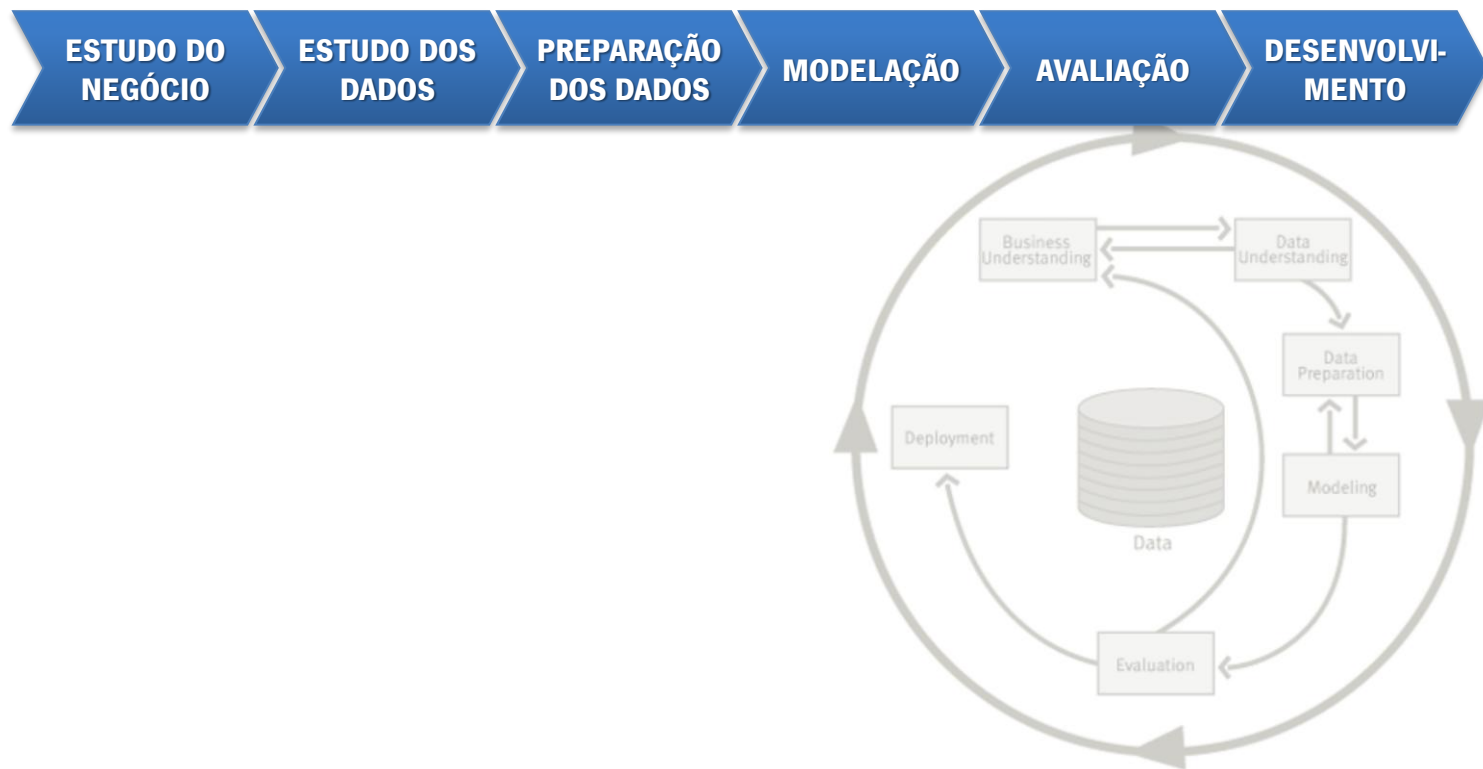 ESTUDO DO
NEGÓCIO
ESTUDO DOS
DADOS
PREPARAÇÃO
DOS DADOS
MODELAÇÃO
AVALIAÇÃO
DESENVOLVI-
MENTO
Business
Understanding
Data
Understanding
Data
Preparation
Deployment
Modeling
Data
Evaluation